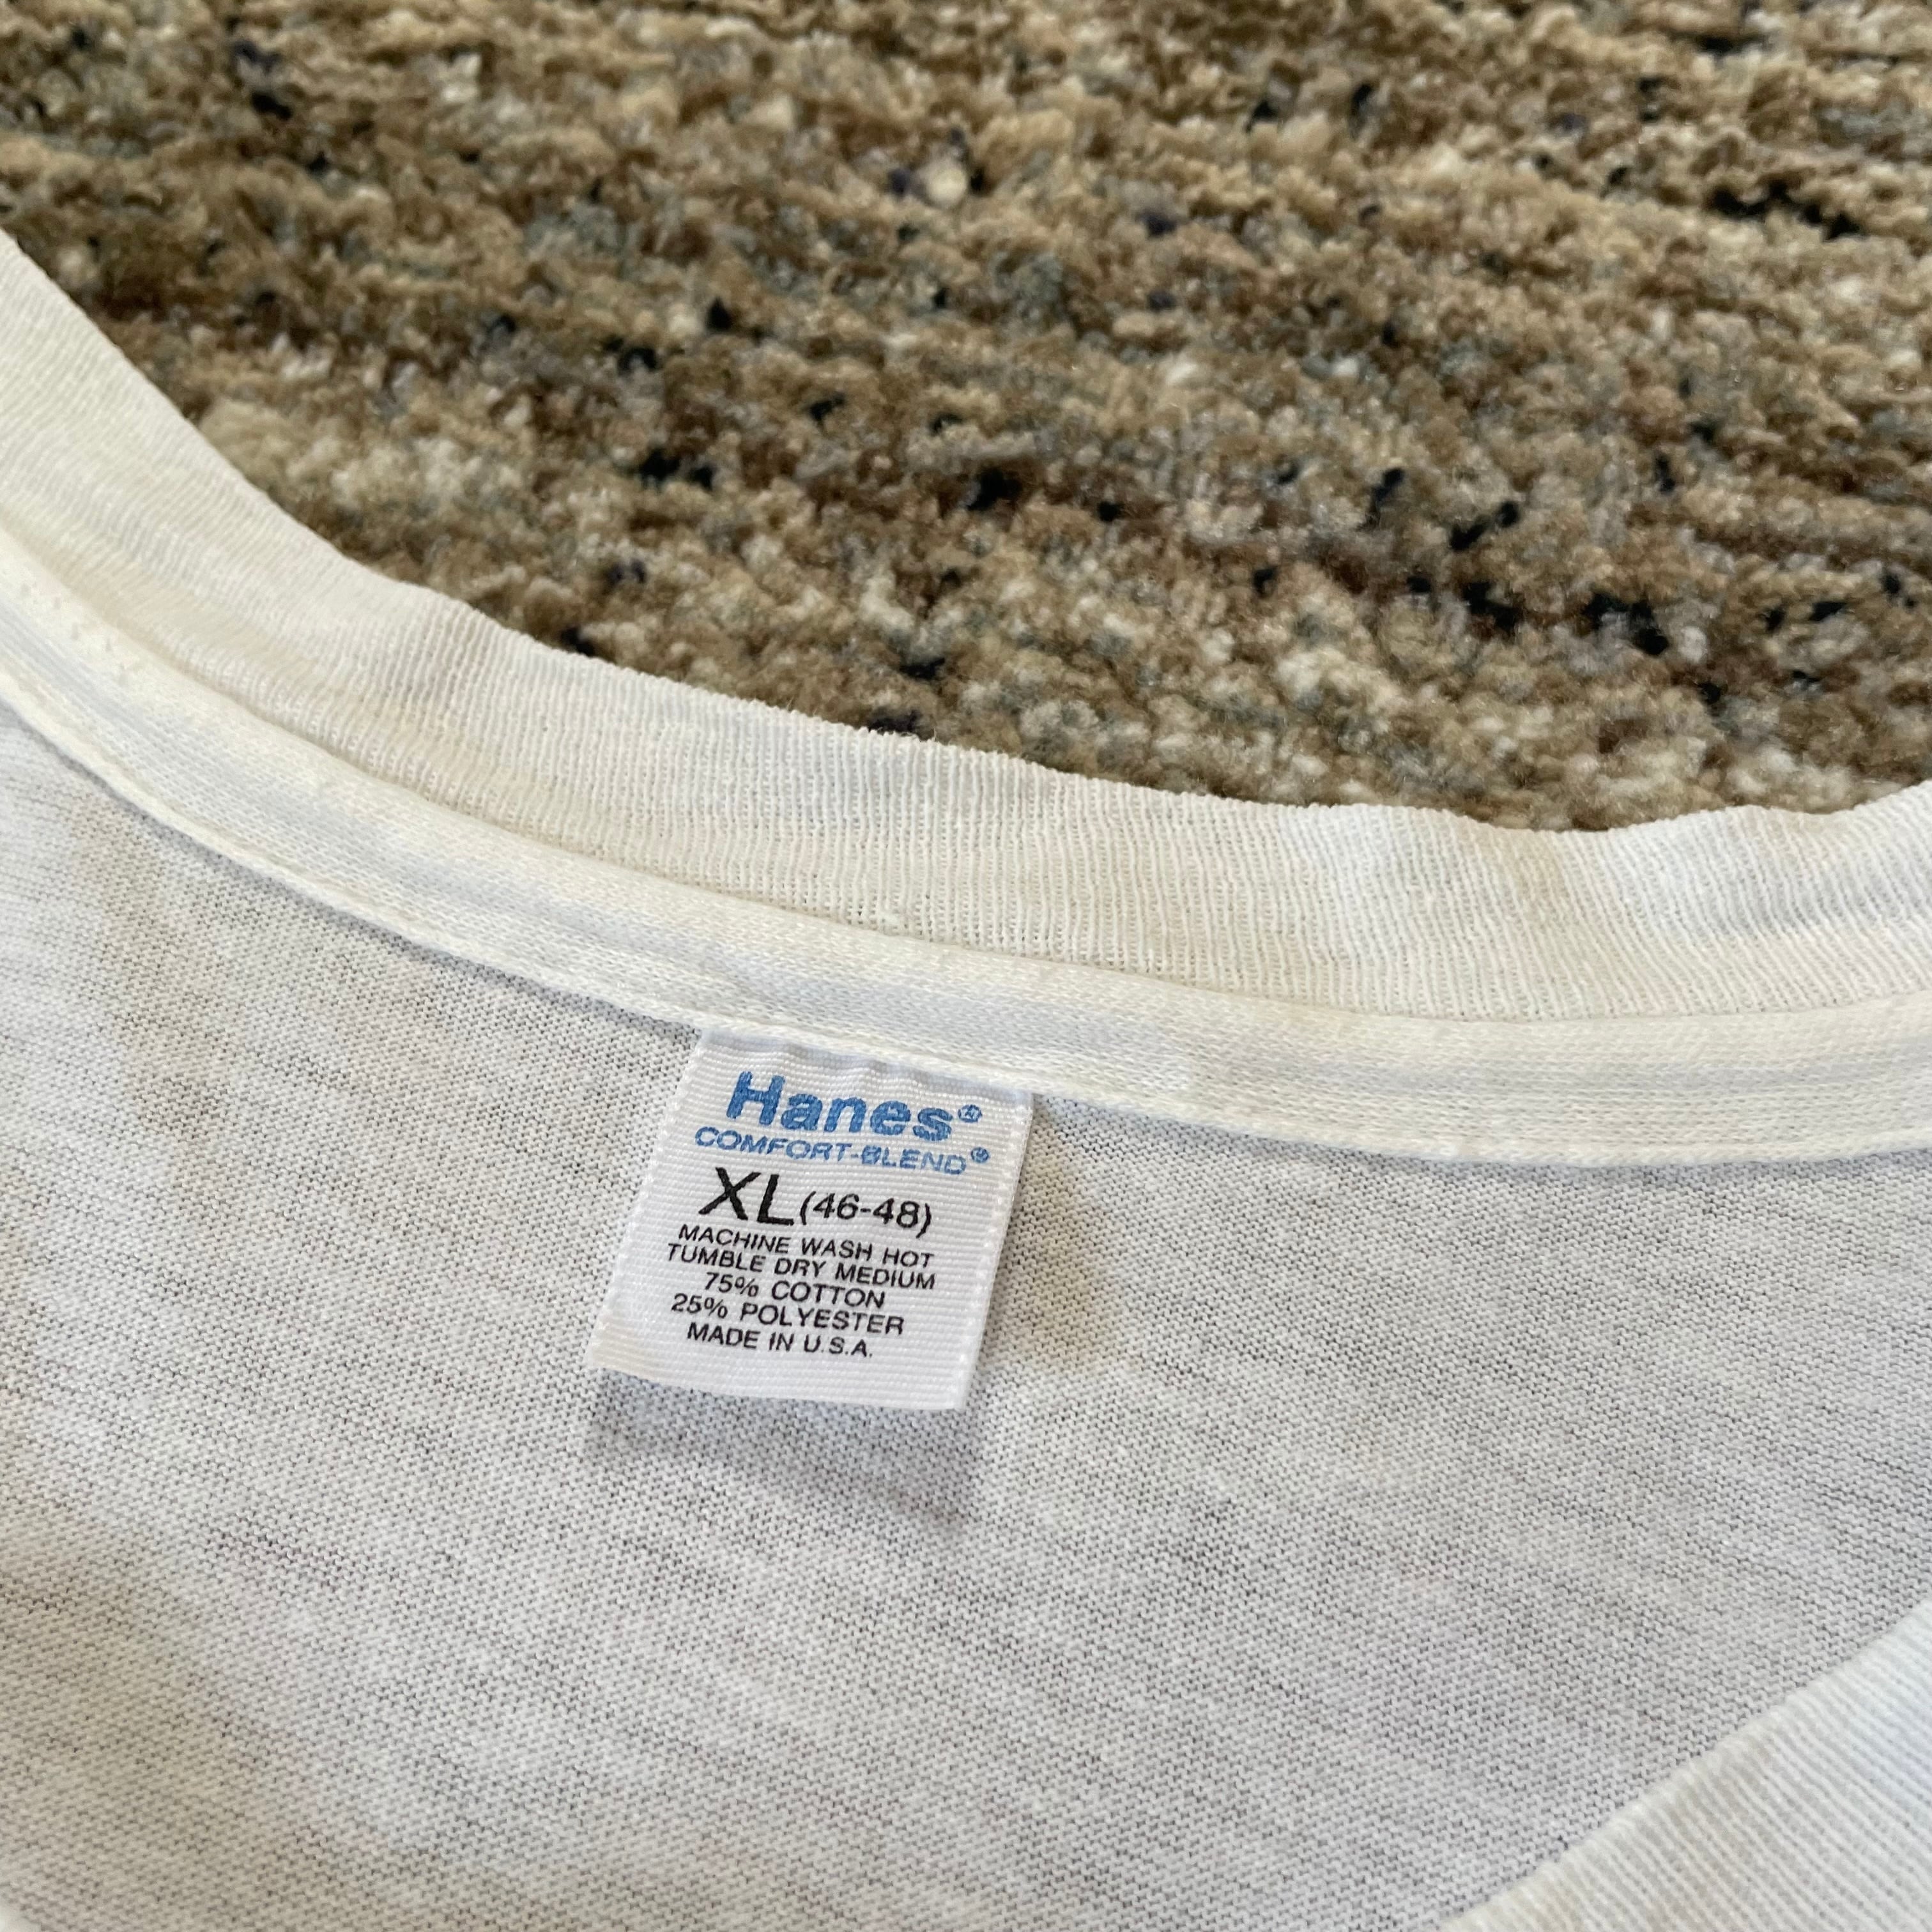 Hanes®
COMFORT-BLEND®
XL (46-48)
MACHINE WASH HOT
TUMBLE DRY MEDIUM
75% COTTON
25% POLYESTER
MADE IN U.S.A.